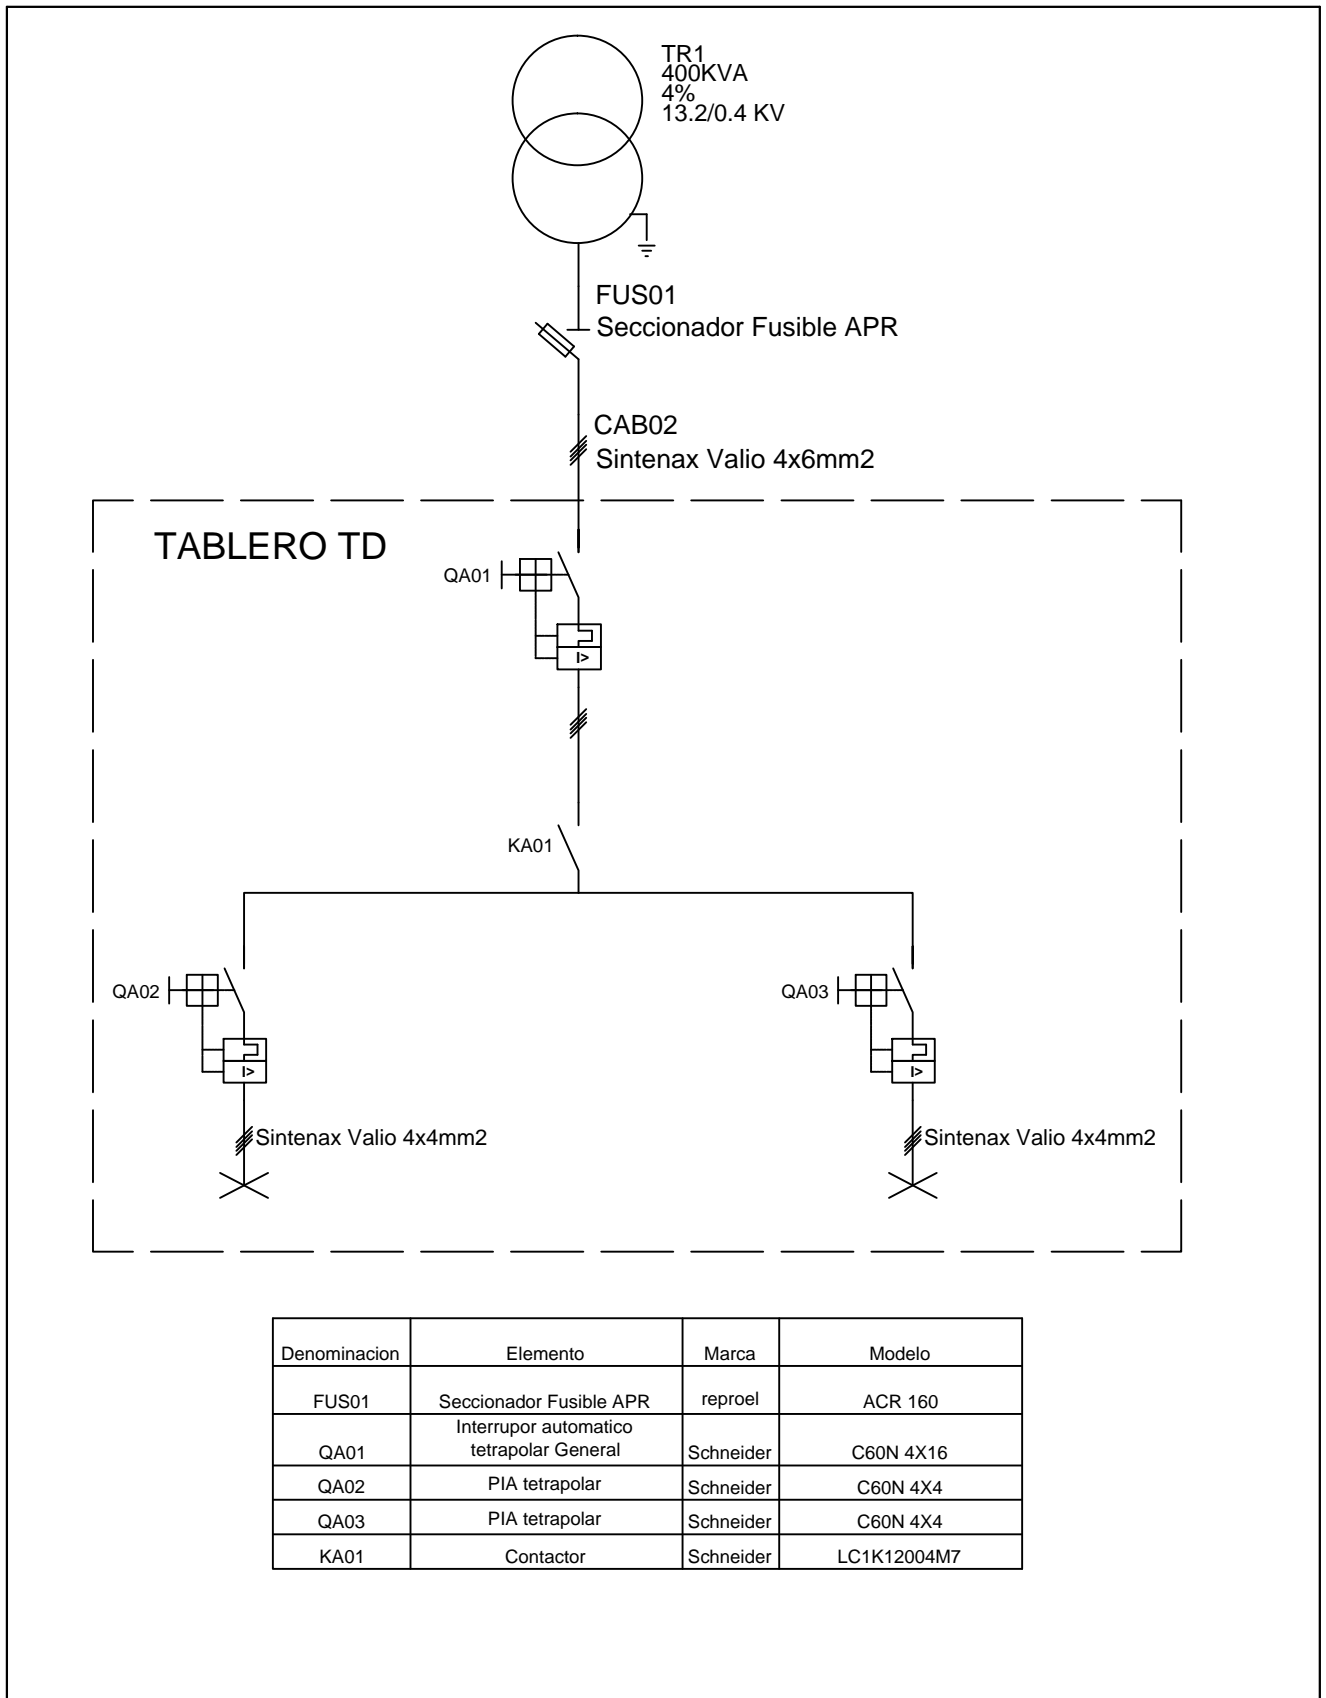 TR1
400KVA
4%
13.2/0.4 KV
FUS01
Seccionador Fusible APR
CAB02
Sintenax Valio 4x6mm2
TABLERO TD
QA01
I>
KA01
QA02
QA03
I>
I>
Sintenax Valio 4x4mm2
Sintenax Valio 4x4mm2
Denominacion Elemento Marca Modelo
FUS01 Seccionador Fusible APR reproel ACR 160
Interrupor automatico
QA01 tetrapolar General Schneider C60N 4X16
QA02 PIA tetrapolar Schneider C60N 4X4
QA03 PIA tetrapolar Schneider C60N 4X4
KA01 Contactor Schneider LC1K12004M7